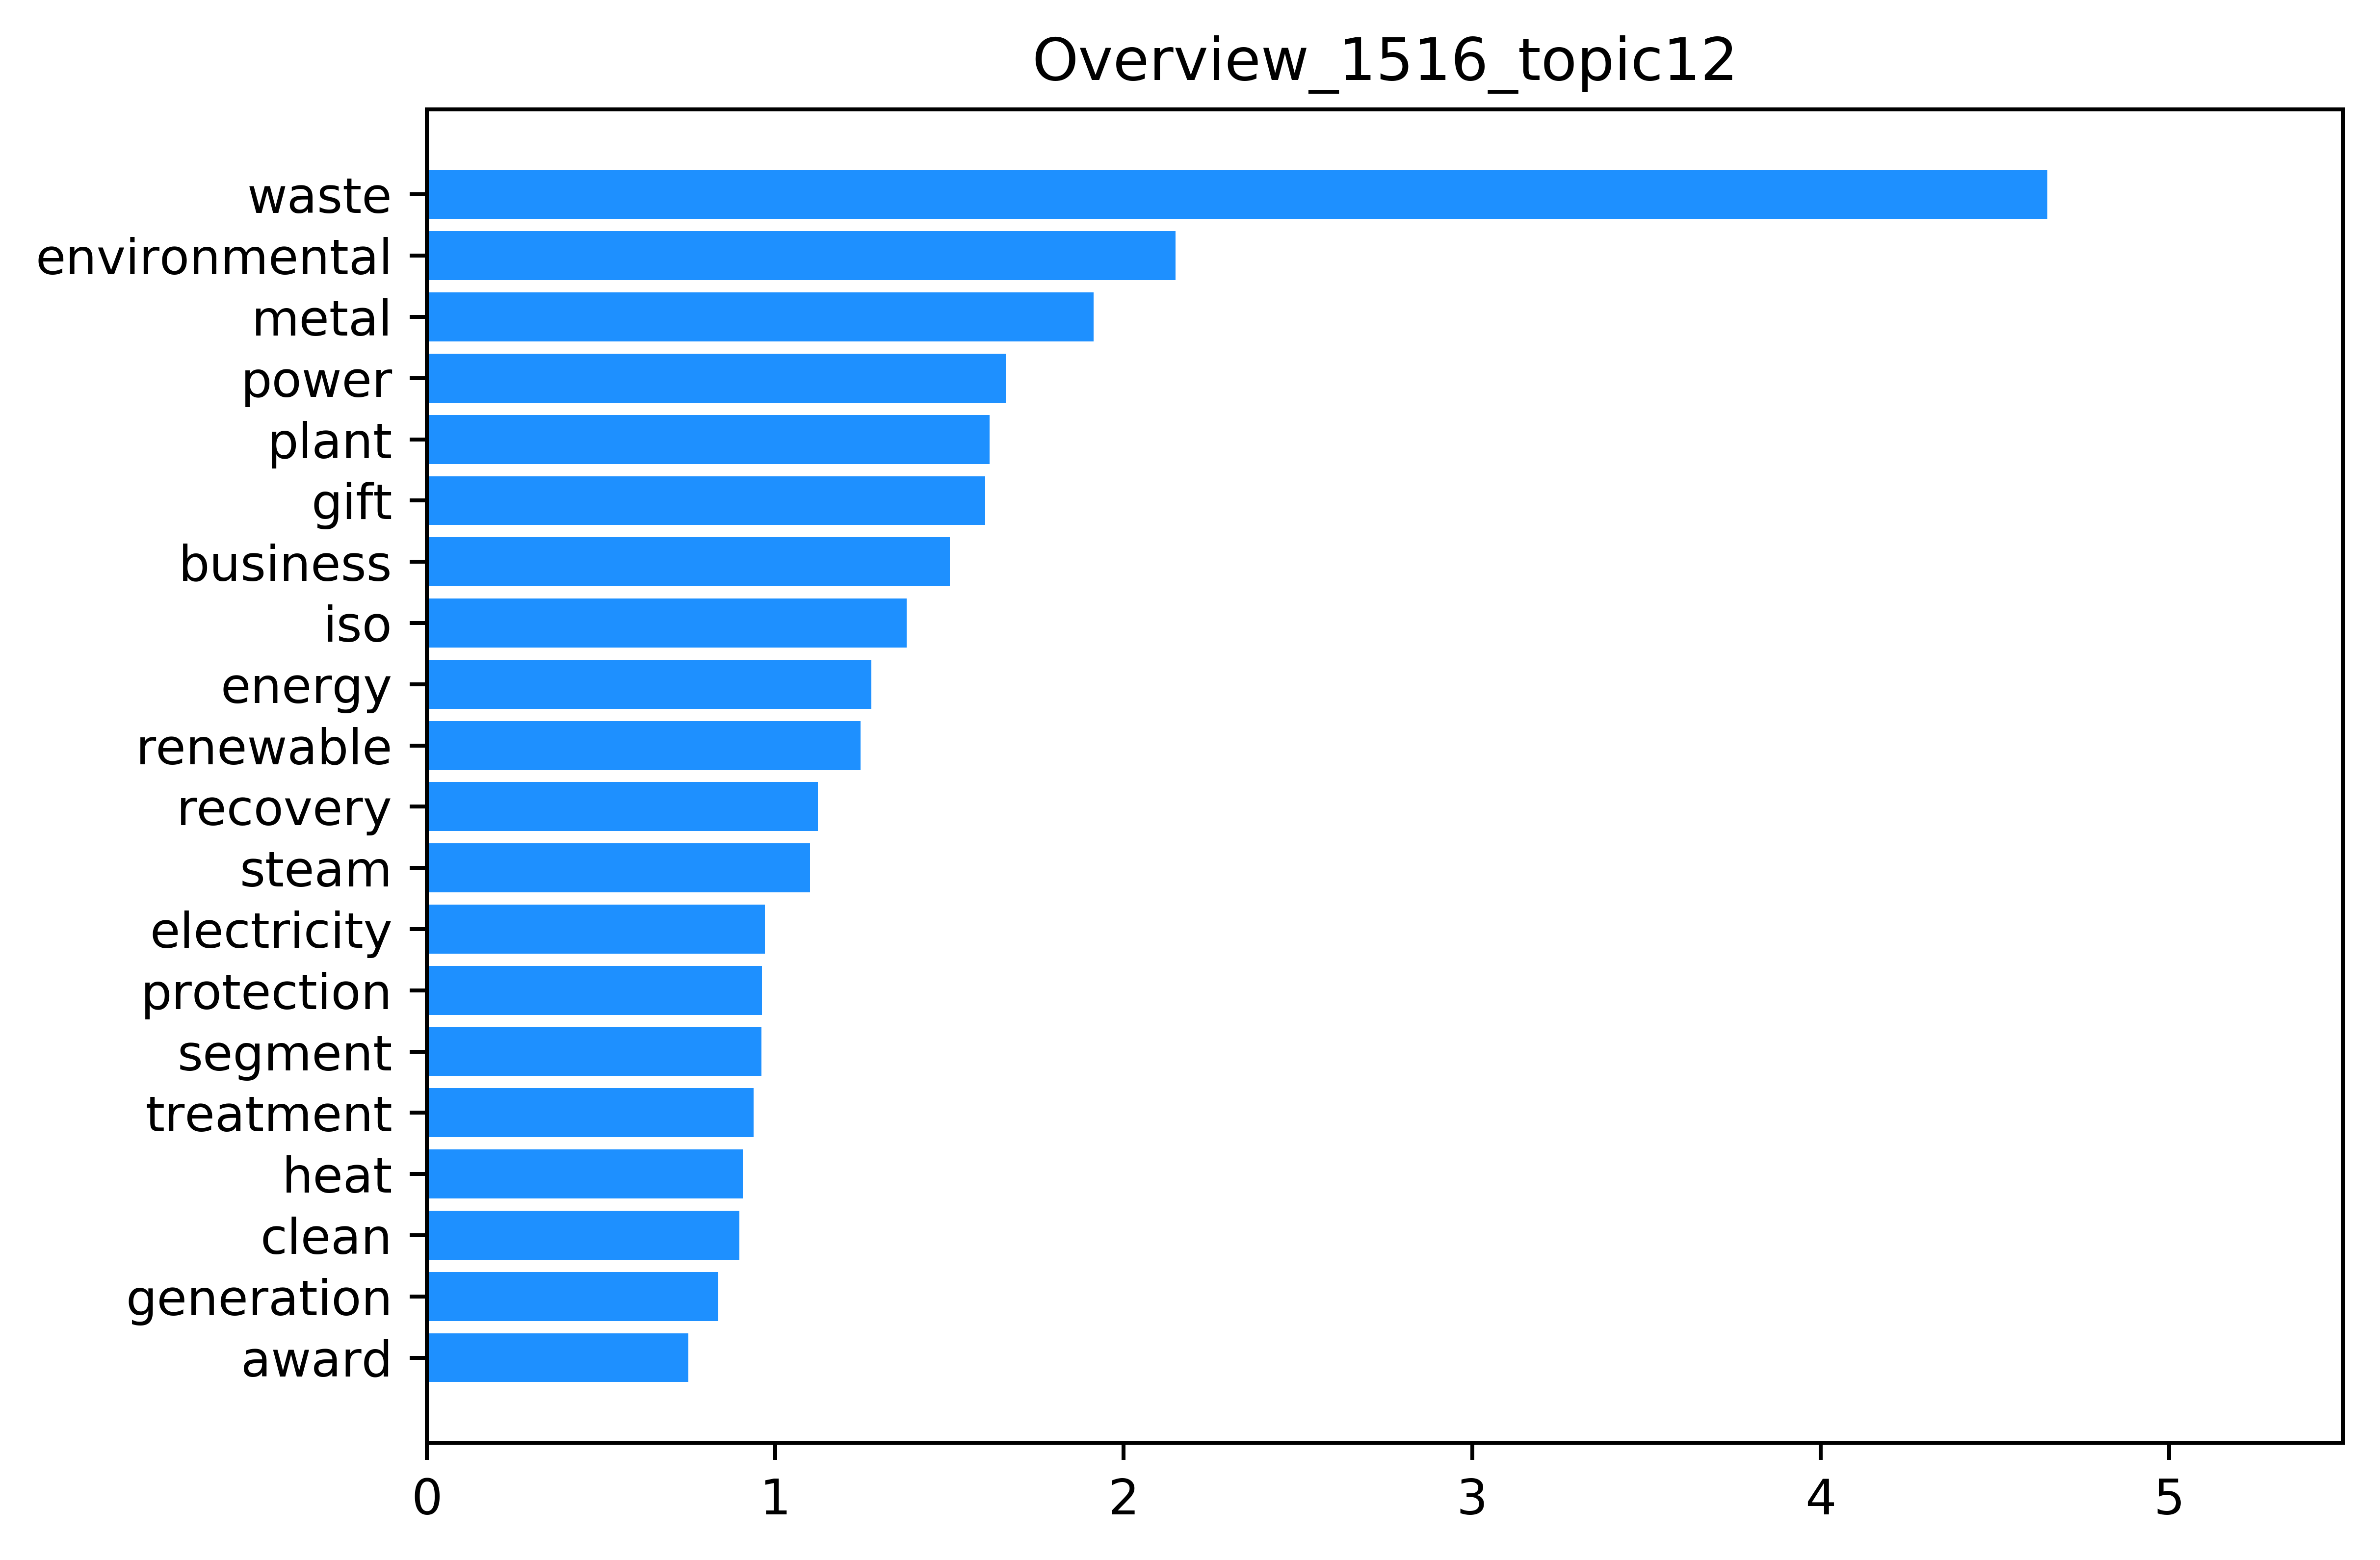 Overview_1516_topic12
waste
environmental
metal
power
plant
gift
business
iso
energy
renewable
recovery
steam
electricity
protection
segment
treatment
heat
clean
generation
award
0 1 2 3 4 5